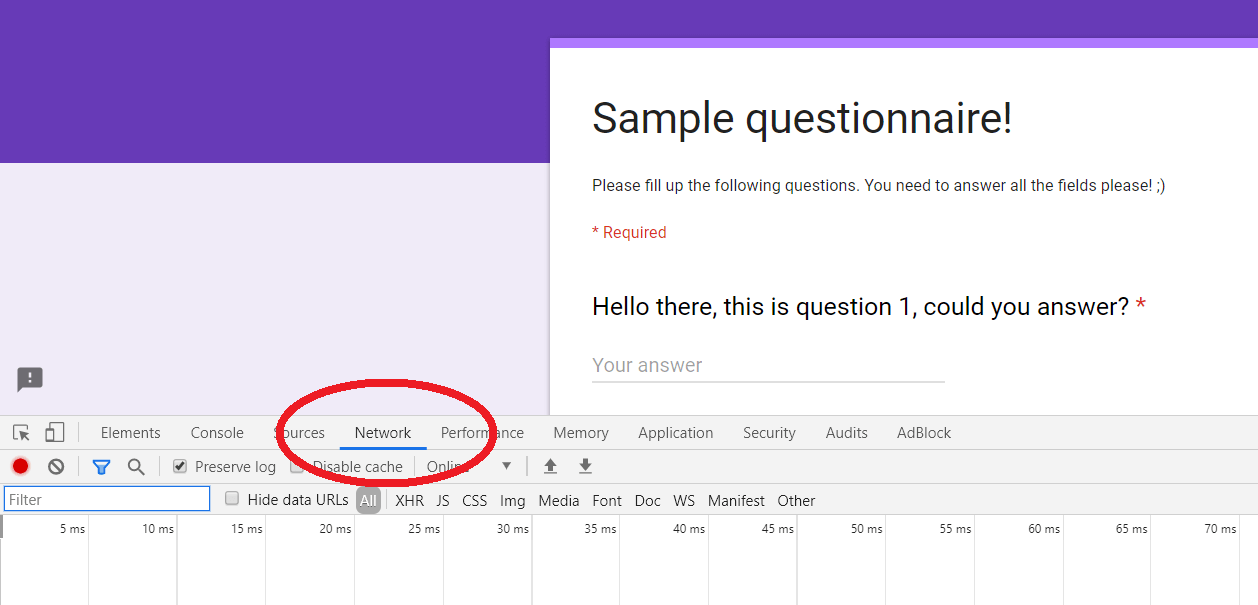 Sample questionnaire!
Please fill up the following questions. You need to answer all the fields please! ;)
* Required
Hello there, this is question 1, could you answer? *
Your answer
Elements Console Sources Network Performance Memory Application Security Audits AdBlock
Preserve log Disable cache Online
Filter Hide data URLs All XHR JS CSS Img Media Font Doc WS Manifest Other
5 ms 10 ms 15 ms 20 ms 25 ms 30 ms 35 ms 40 ms 45 ms 50 ms 55 ms 60 ms 65 ms 70 ms